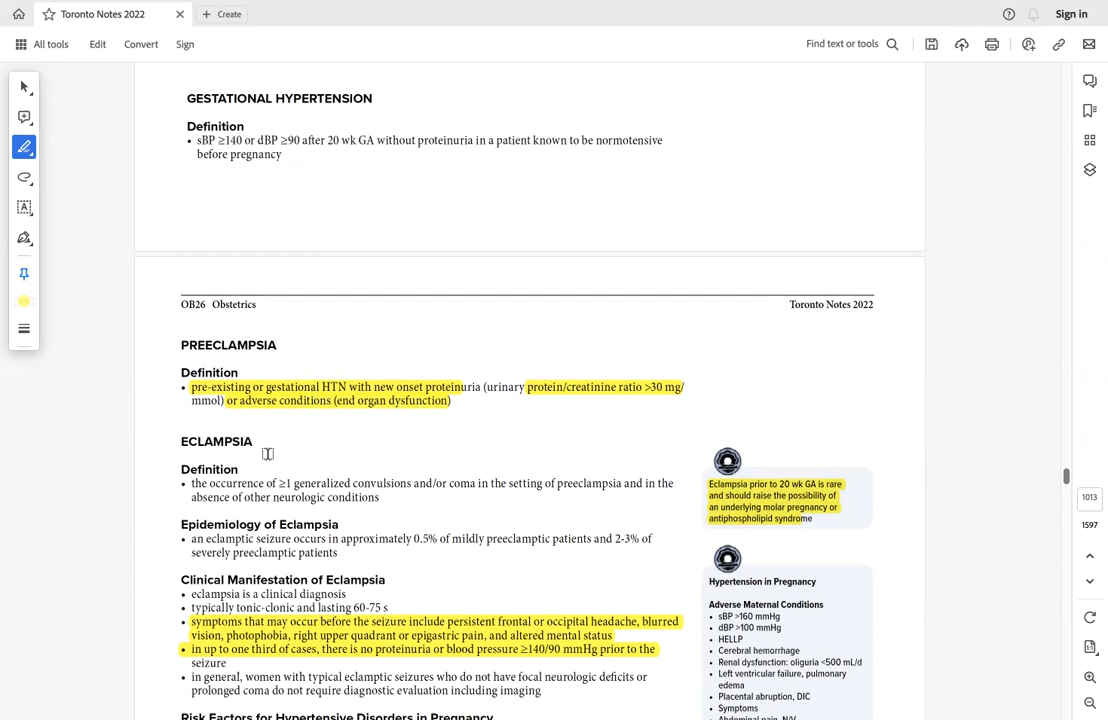 Toronto Notes 2022
Create
Sign in
All tools
Edit
Convert
Sign
Find text or tools
GESTATIONAL HYPERTENSION
Definition
• sBP ≥140 or dBP ≥90 after 20 wk GA without proteinuria in a patient known to be normotensive
before pregnancy
OB26 Obstetrics
Toronto Notes 2022
PREECLAMPSIA
Definition
• pre-existing or gestational HTN with new onset proteinuria (urinary protein/creatinine ratio >30 mg/
mmol) or adverse conditions (end organ dysfunction)
ECLAMPSIA
Definition
• the occurrence of ≥1 generalized convulsions and/or coma in the setting of preeclampsia and in the
absence of other neurologic conditions
Epidemiology of Eclampsia
• an eclamptic seizure occurs in approximately 0.5% of mildly preeclamptic patients and 2-3% of
severely preeclamptic patients
Clinical Manifestation of Eclampsia
• eclampsia is a clinical diagnosis
• typically tonic-clonic and lasting 60-75 s
• symptoms that may occur before the seizure include persistent frontal or occipital headache, blurred
vision, photophobia, right upper quadrant or epigastric pain, and altered mental status
• in up to one third of cases, there is no proteinuria or blood pressure ≥140/90 mmHg prior to the
seizure
• in general, women with typical eclamptic seizures who do not have focal neurologic deficits or
prolonged coma do not require diagnostic evaluation including imaging
Risk Factors for Hypertensive Disorders in Pregnancy
Eclampsia prior to 20 wk GA is rare
and should raise the possibility of
an underlying molar pregnancy or
antiphospholipid syndrome
Hypertension in Pregnancy
Adverse Maternal Conditions
• sBP >160 mmHg
• dBP >100 mmHg
• HELLP
• Cerebral hemorrhage
• Renal dysfunction: oliguria <500 mL/d
• Left ventricular failure, pulmonary
edema
• Placental abruption, DIC
• Symptoms
• Abdominal pain, N/V
1013
1597